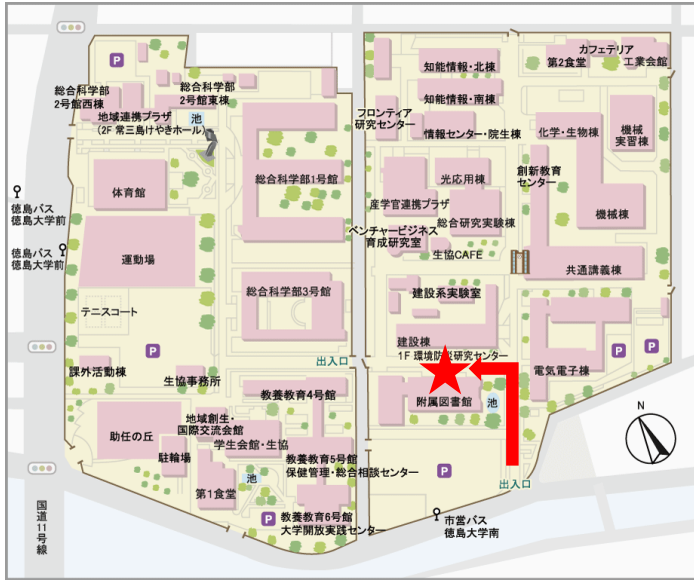 P
総合科学部
2号館西棟
総合科学部
2号館東棟
地域連携プラザ
(2F 常三島けやきホール)
池
体育館
総合科学部1号館
徳島バス
徳島大学前
徳島バス
徳島大学前
運動場
テニスコート
総合科学部3号館
P
課外活動棟
生協事務所
出入口
教養教育4号館
助任の丘
地域創生・
国際交流会館
学生会館・生協
駐輪場
教養教育5号館
保健管理・総合相談センター
第1食堂
池
P
教養教育6号館
大学開放実践センター
国道11号線
知能情報・北棟
知能情報・南棟
フロンティア
研究センター
情報センター・院生棟
カフェテリア
第2食堂
工業会館
化学・生物棟
機械
実習棟
光応用棟
創新教育
センター
産学官連携プラザ
総合研究実験棟
機械棟
ベンチャービジネス
育成研究室
生協CAFE
共通講義棟
建設系実験室
建設棟
1F 環境防災研究センター
電気電子棟
P
P
附属図書館
池
P
出入口
市営バス
徳島大学南
N